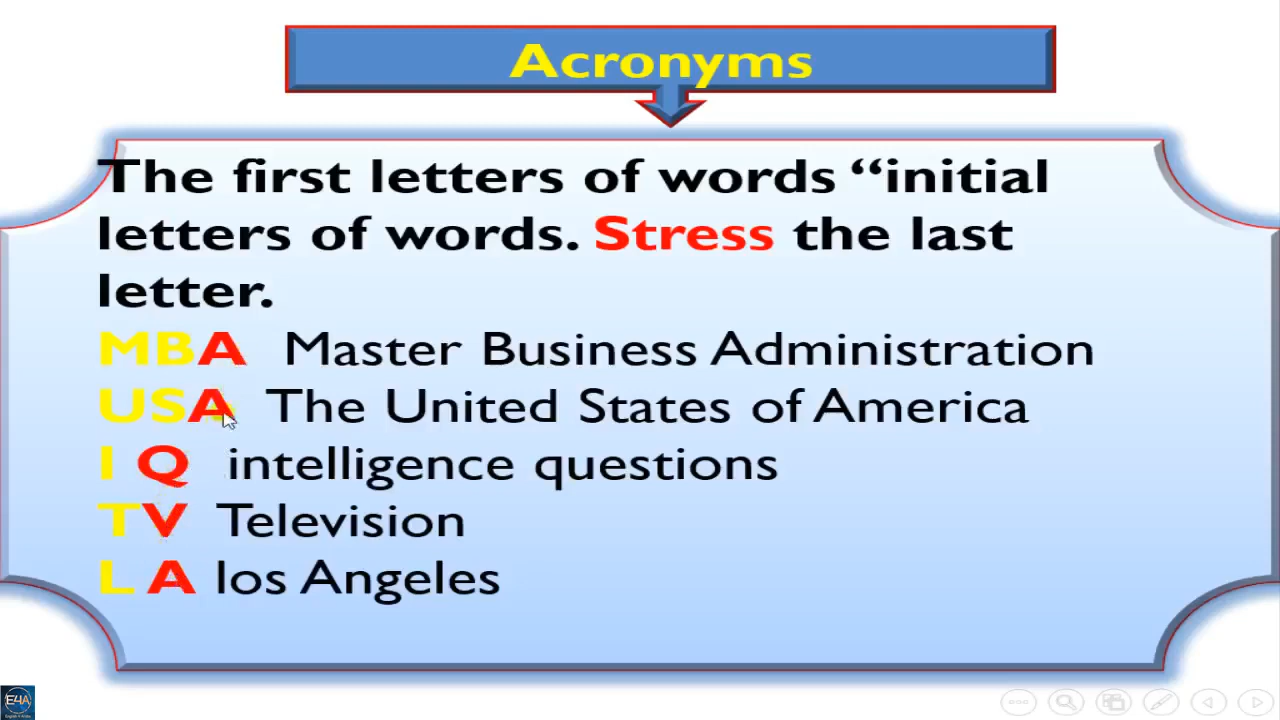 Acronyms
The first letters of words “initial
letters of words. Stress the last
letter.
MBA Master Business Administration
USA The United States of America
I Q intelligence questions
TV Television
L A los Angeles
E4A